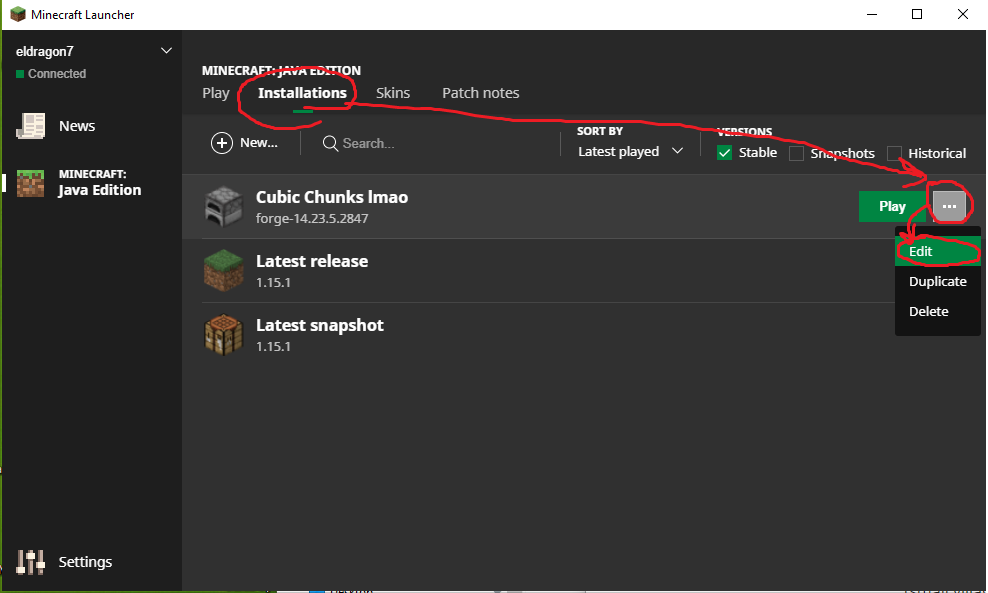 Minecraft Launcher
eldragon7
Connected
News
MINECRAFT:
Java Edition
Settings
MINECRAFT: JAVA EDITION
Play Installations Skins Patch notes
New... Search...
SORT BY
Latest played
VERSIONS
Stable Snapshots Historical
Cubic Chunks lmao
forge-14.23.5.2847
Play ...
Edit
Duplicate
Delete
Latest release
1.15.1
Latest snapshot
1.15.1